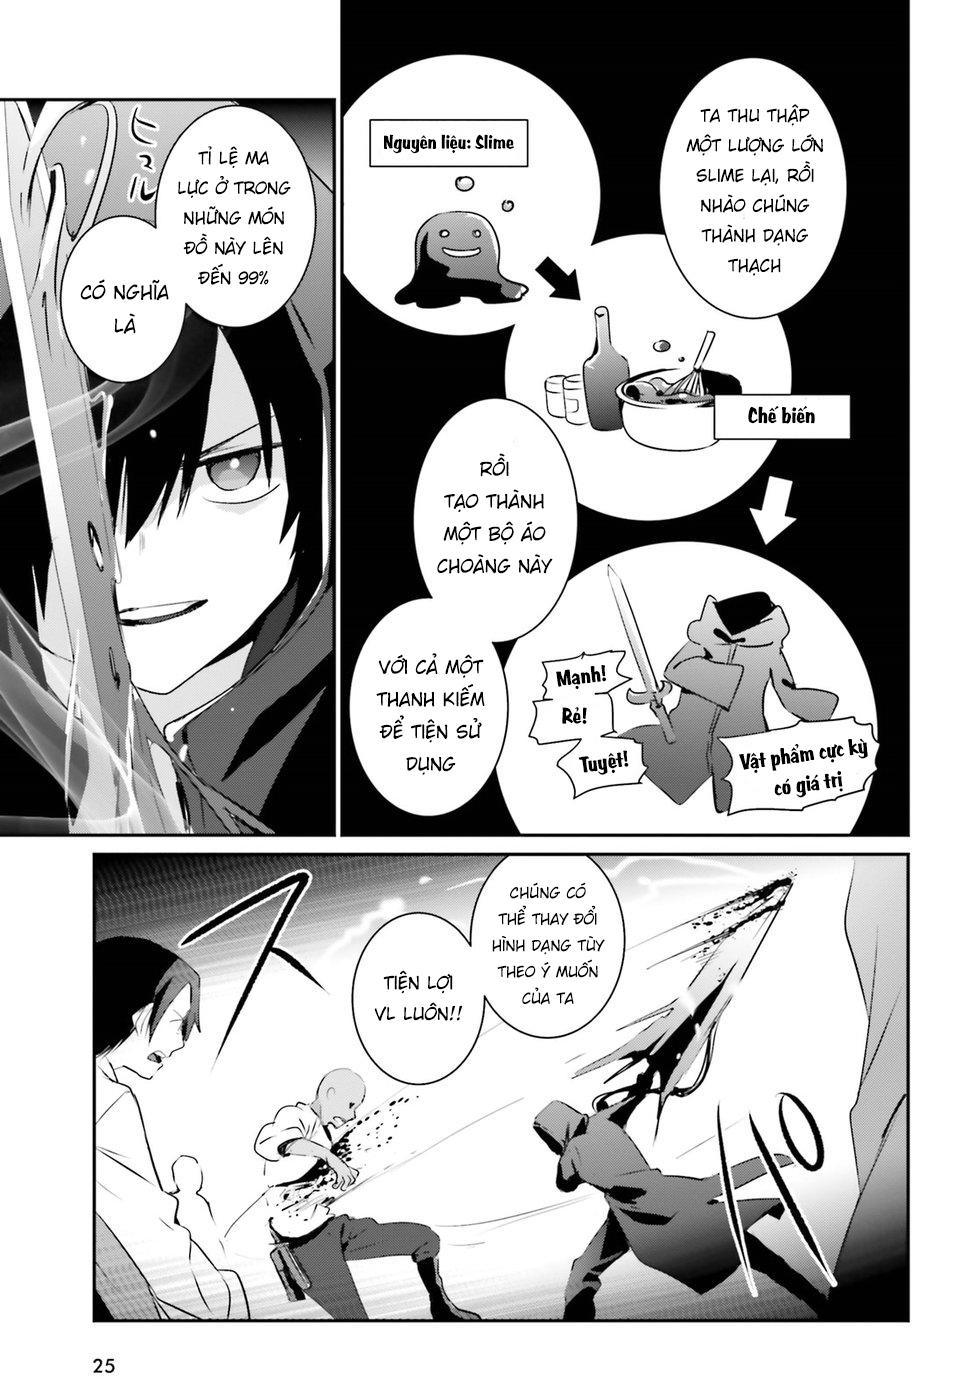 TA THU THẬP
MỘT LƯỢNG LỚN
SLIME LẠI, RỒI
NHÀO CHÚNG
THÀNH DẠNG
THẠCH
Nguyên liệu: Slime
Chế biến
RỒI
TẠO THÀNH
MỘT BỘ ÁO
CHOÀNG NÀY
VỚI CẢ MỘT
THANH KIẾM
ĐỂ TIỆN SỬ
DỤNG
Mạnh!
Rẻ!
Tuyệt!
Vật phẩm cực kỳ
có giá trị
TỈ LỆ MA
LỰC Ở TRONG
NHỮNG MÓN
ĐỒ NÀY LÊN
ĐẾN 99%
CÓ NGHĨA
LÀ
ヒュル
CHÚNG CÓ
THỂ THAY ĐỔI
HÌNH DẠNG TÙY
THEO Ý MUỐN
CỦA TA
TIỆN LỢI
VL LUÔN!!
25